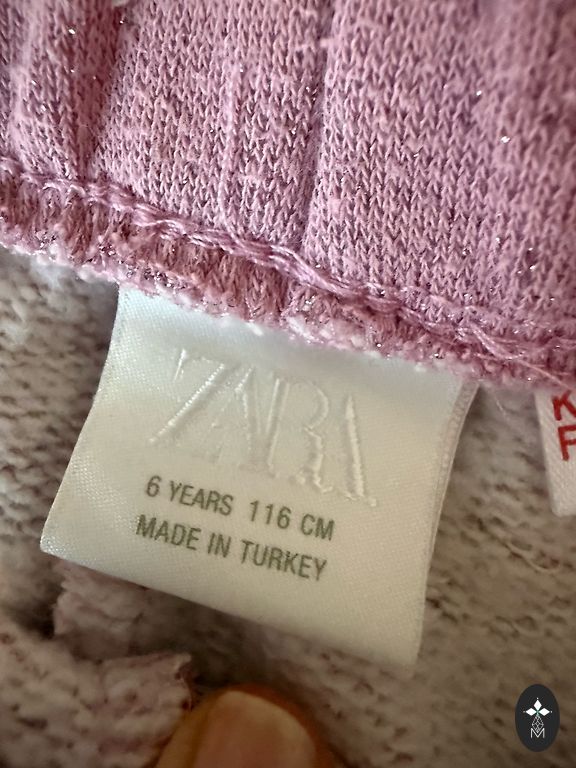 ZARA
6 YEARS 116 CM
MADE IN TURKEY
K
F
M